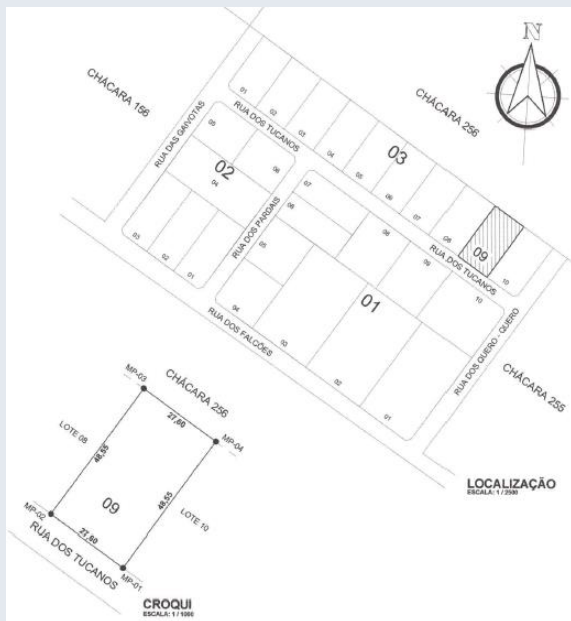 N
CHÁCARA 156
CHÁCARA 256
01
02
03
04
05
06
07
08
09
10
03
RUA DOS TUCANOS
RUA DAS GAIVOTAS
05
06
02
04
03
02
01
RUA DOS PARDAIS
07
06
05
04
03
02
01
08
09
10
01
RUA DOS TUCANOS
RUA DOS FALCÕES
RUA DOS QUERO - QUERO
CHÁCARA 255
LOCALIZAÇÃO
ESCALA: 1 / 2500
MP-03
CHÁCARA 256
27,60
MP-04
LOTE 08
48,55
48,55
LOTE 10
09
MP-02
27,60
RUA DOS TUCANOS
MP-01
CROQUI
ESCALA: 1 / 1000